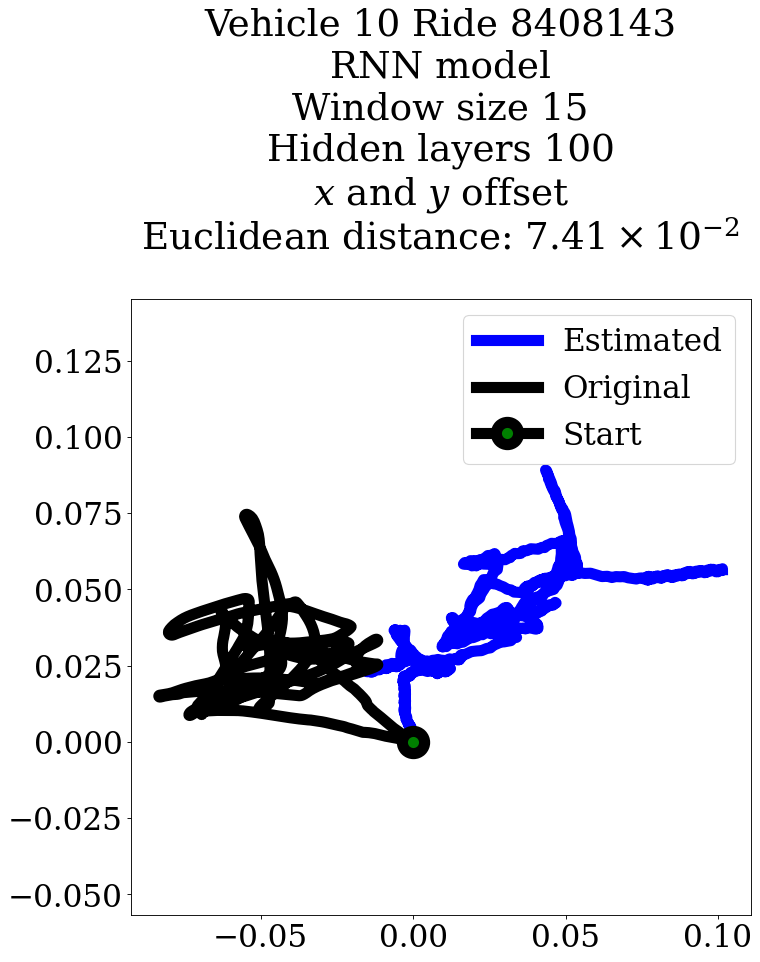 Vehicle 10 Ride 8408143
RNN model
Window size 15
Hidden layers 100
x and y offset
Euclidean distance: 7.41 × 10⁻²
Estimated
Original
Start
0.125
0.100
0.075
0.050
0.025
0.000
−0.025
−0.050
−0.05 0.00 0.05 0.10